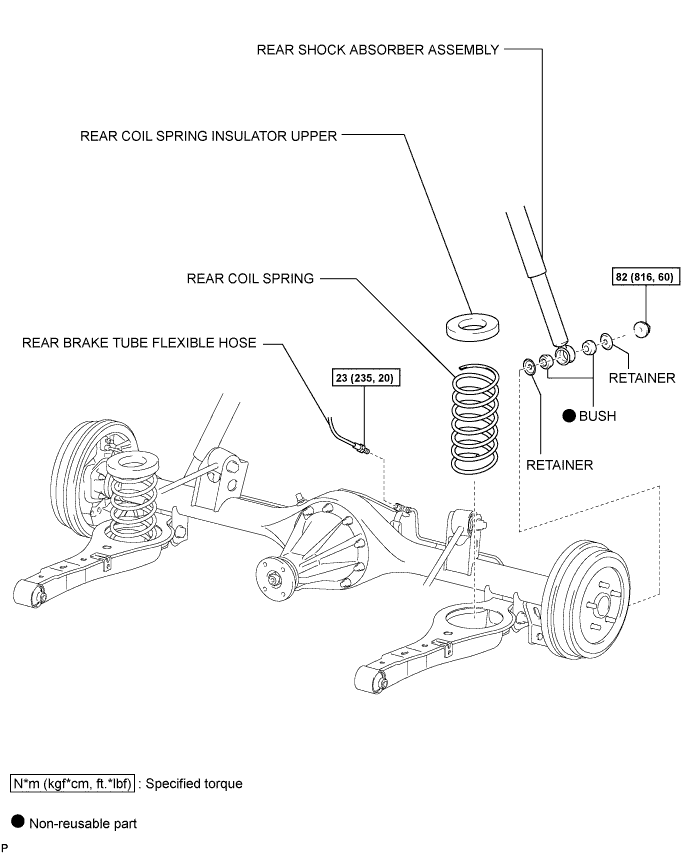 REAR SHOCK ABSORBER ASSEMBLY
REAR COIL SPRING INSULATOR UPPER
REAR COIL SPRING
82 (816, 60)
REAR BRAKE TUBE FLEXIBLE HOSE
23 (235, 20)
RETAINER
BUSH
RETAINER
N*m (kgf*cm, ft.*lbf) : Specified torque
Non-reusable part
P